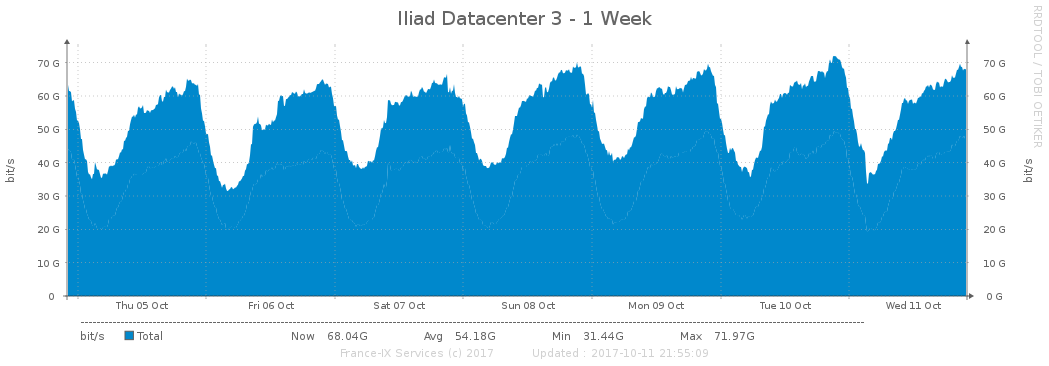 Iliad Datacenter 3 - 1 Week
RRDTOOL / TOBI OETIKER
bit/s
70 G 70 G
60 G 60 G
50 G 50 G
40 G 40 G
30 G 30 G
20 G 20 G
10 G 10 G
0 0 G
bit/s
Thu 05 Oct Fri 06 Oct Sat 07 Oct Sun 08 Oct Mon 09 Oct Tue 10 Oct Wed 11 Oct
bit/s Total Now 68.04G Avg 54.18G Min 31.44G Max 71.97G
France-IX Services (c) 2017 Updated : 2017-10-11 21:55:09